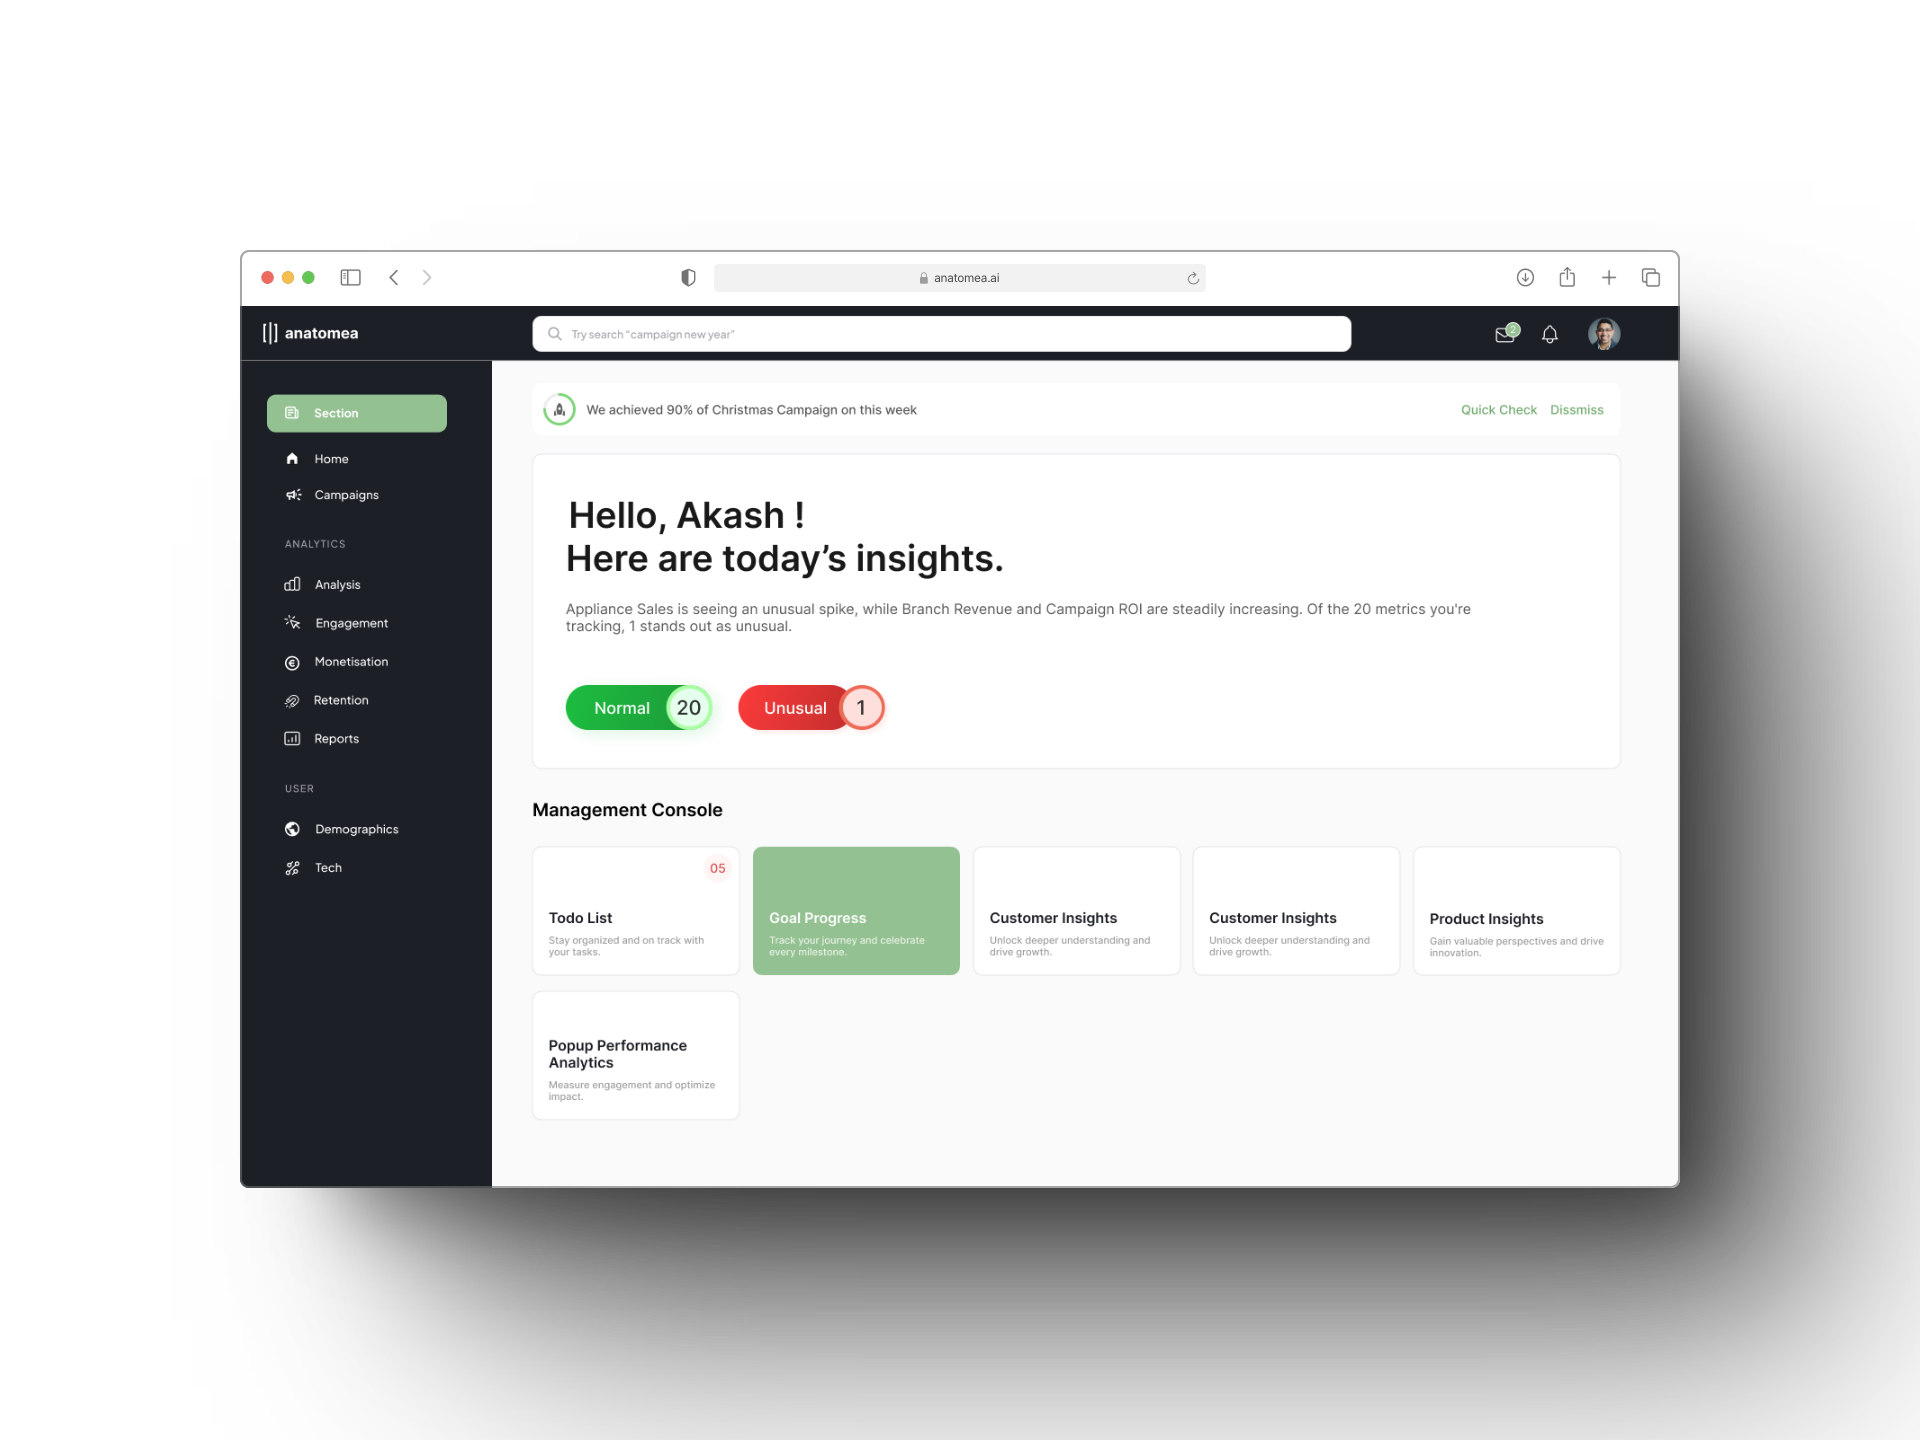 anatomea.ai
anatomea
Try search “campaign new year”
2
Section
Home
Campaigns
ANALYTICS
Analysis
Engagement
Monetisation
Retention
Reports
USER
Demographics
Tech
We achieved 90% of Christmas Campaign on this week
Quick Check
Dissmiss
Hello, Akash !
Here are today’s insights.
Appliance Sales is seeing an unusual spike, while Branch Revenue and Campaign ROI are steadily increasing. Of the 20 metrics you're
tracking, 1 stands out as unusual.
Normal 20
Unusual 1
Management Console
05
Todo List
Stay organized and on track with
your tasks.
Goal Progress
Track your journey and celebrate
every milestone.
Customer Insights
Unlock deeper understanding and
drive growth.
Customer Insights
Unlock deeper understanding and
drive growth.
Product Insights
Gain valuable perspectives and drive
innovation.
Popup Performance
Analytics
Measure engagement and optimize
impact.